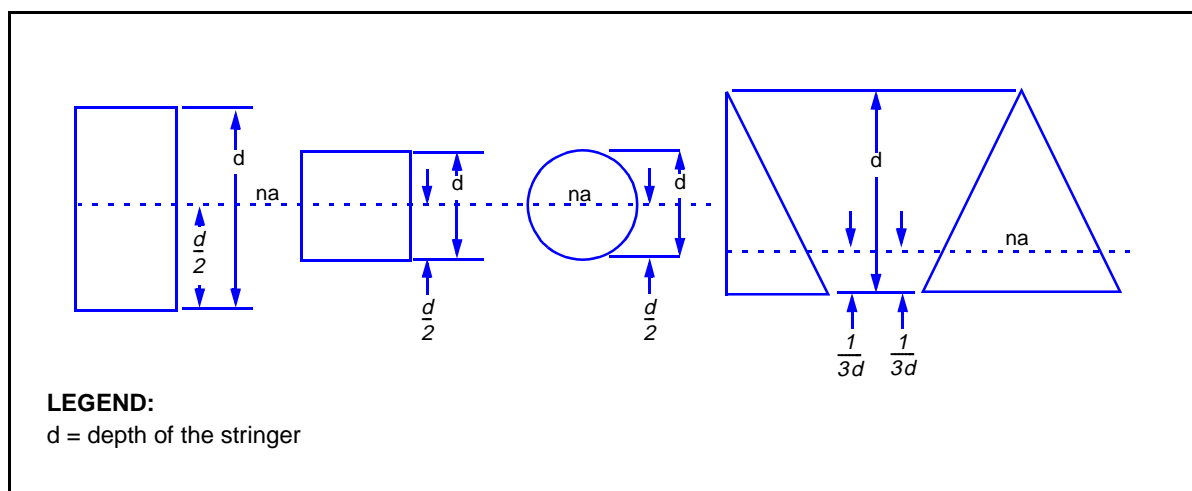 d
na
d/2
d
d/2
na
d
d/2
d
na
1/3d
1/3d
LEGEND:
d = depth of the stringer